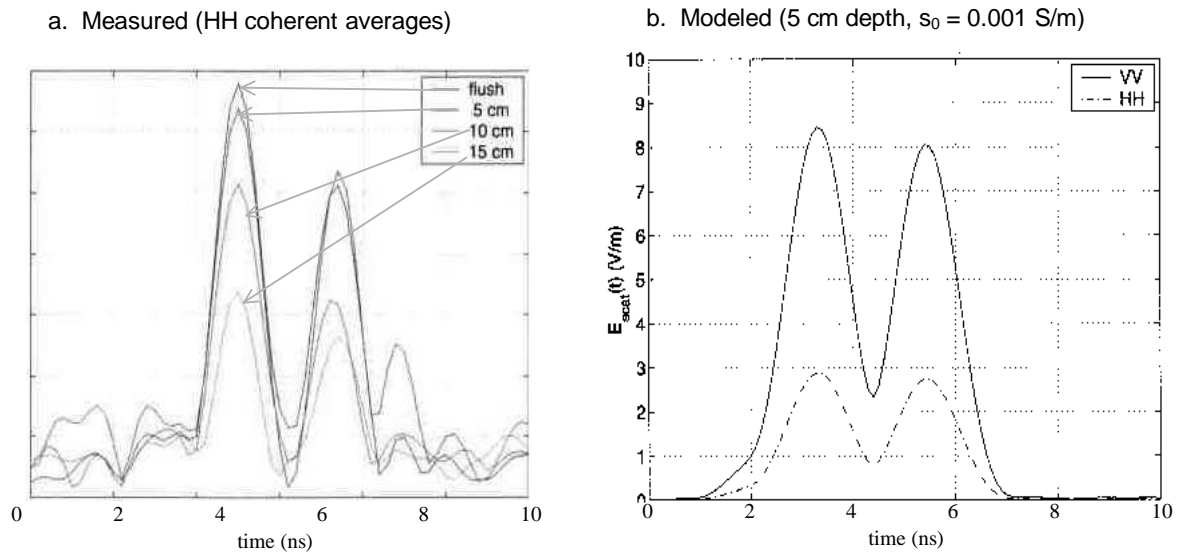 a. Measured (HH coherent averages)
flush
5 cm
10 cm
15 cm
0 2 4 6 8 10
time (ns)
b. Modeled (5 cm depth, s₀ = 0.001 S/m)
VV
HH
10
9
8
7
6
5
4
3
2
1
0
E_scat(t) (V/m)
0 2 4 6 8 10
time (ns)